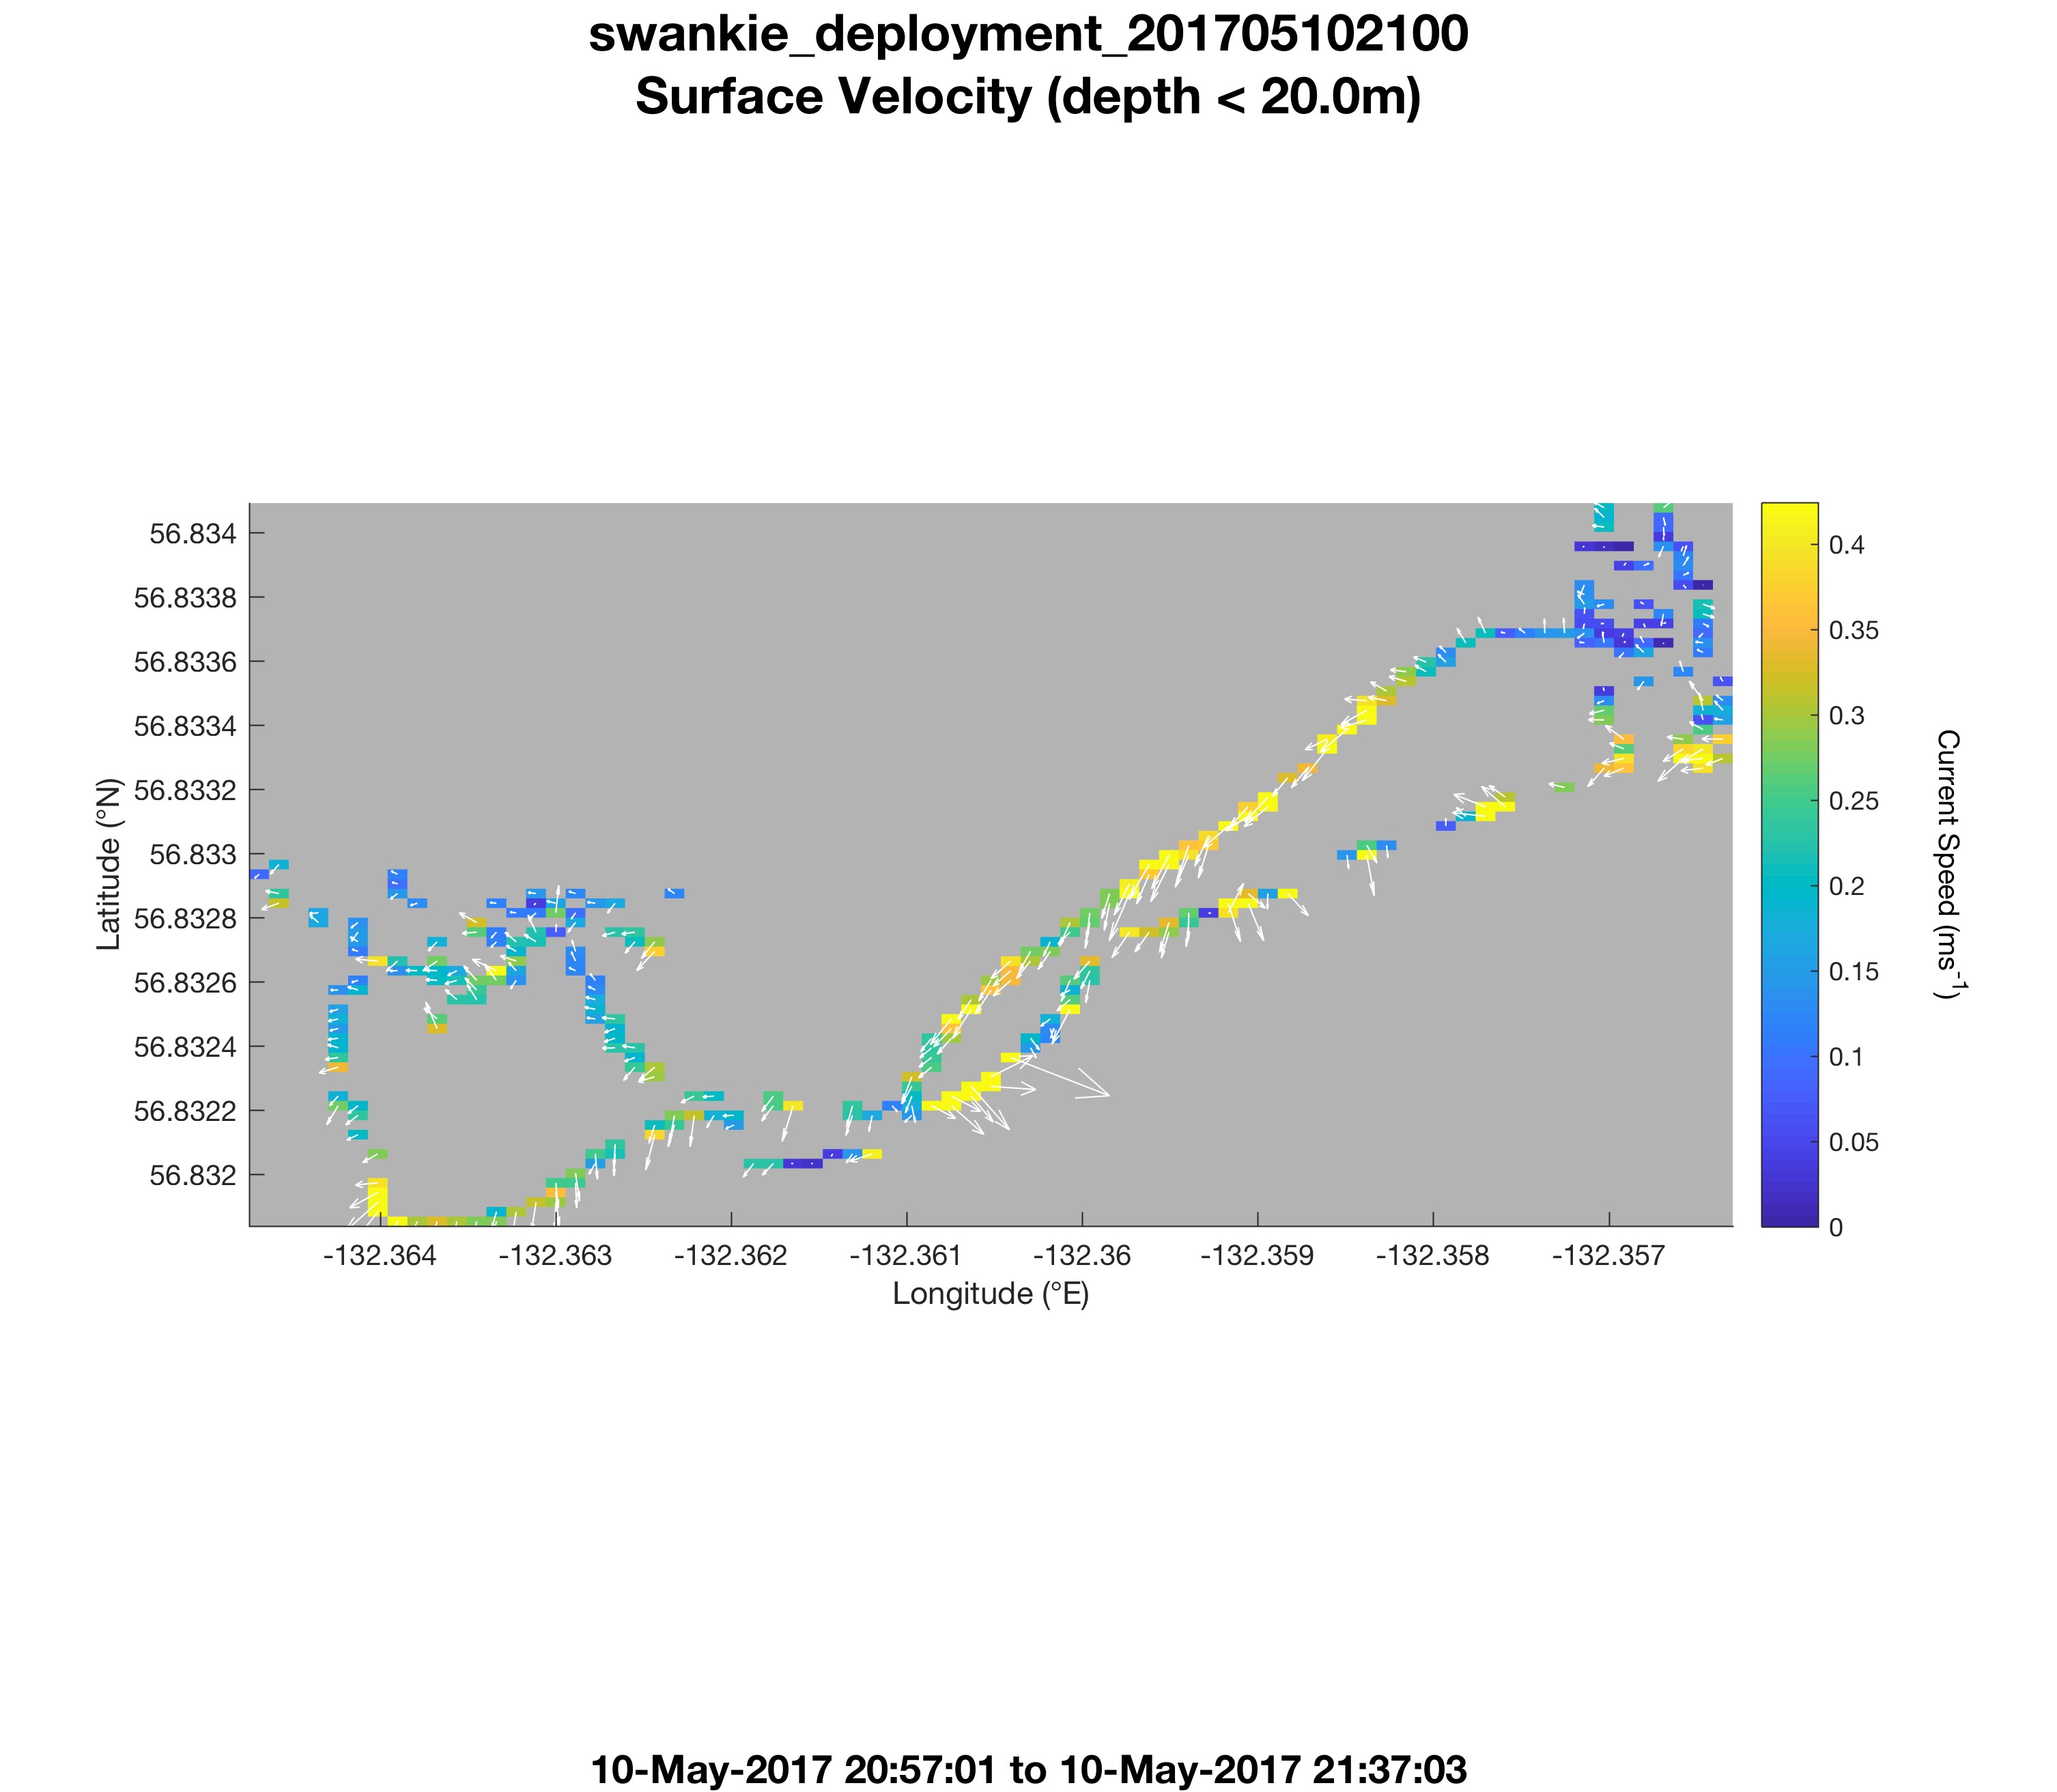 swankie_deployment_201705102100
Surface Velocity (depth < 20.0m)
56.834
56.8338
56.8336
56.8334
56.8332
56.833
56.8328
56.8326
56.8324
56.8322
56.832
Latitude (°N)
-132.364 -132.363 -132.362 -132.361 -132.36 -132.359 -132.358 -132.357
Longitude (°E)
0.4
0.35
0.3
0.25
0.2
0.15
0.1
0.05
0
Current Speed (ms⁻¹)
10-May-2017 20:57:01 to 10-May-2017 21:37:03